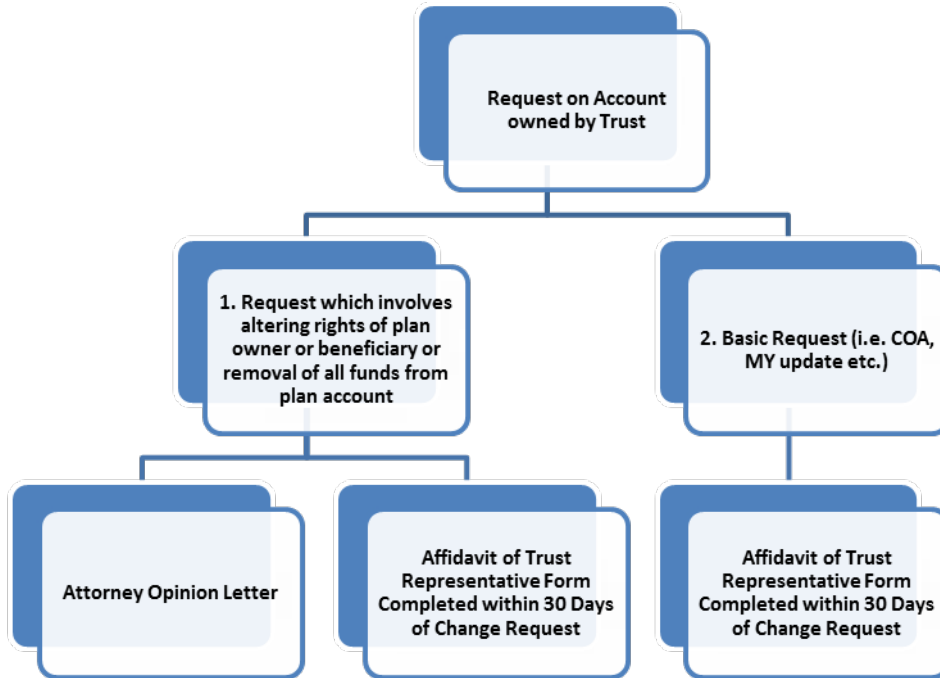 Request on Account
owned by Trust
1. Request which involves
altering rights of plan
owner or beneficiary or
removal of all funds from
plan account
2. Basic Request (i.e. COA,
MY update etc.)
Attorney Opinion Letter
Affidavit of Trust
Representative Form
Completed within 30 Days
of Change Request
Affidavit of Trust
Representative Form
Completed within 30 Days
of Change Request